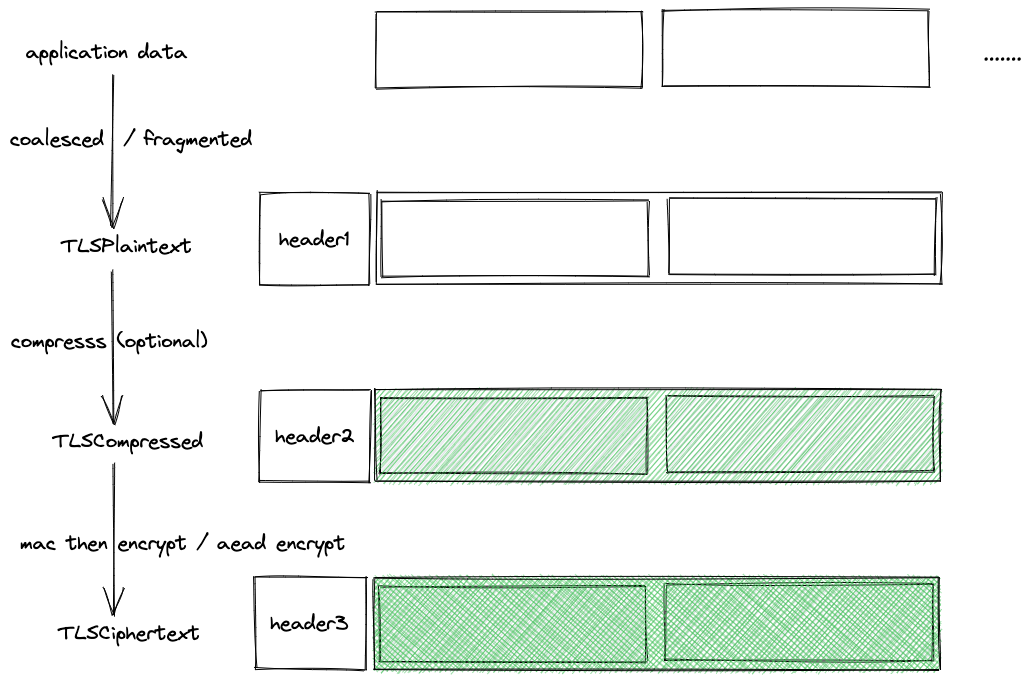 application data
.......
coalesced / fragmented
TLSPlaintext
header1
compresss (optional)
TLSCompressed
header2
mac then encrypt / aead encrypt
TLSCiphertext
header3